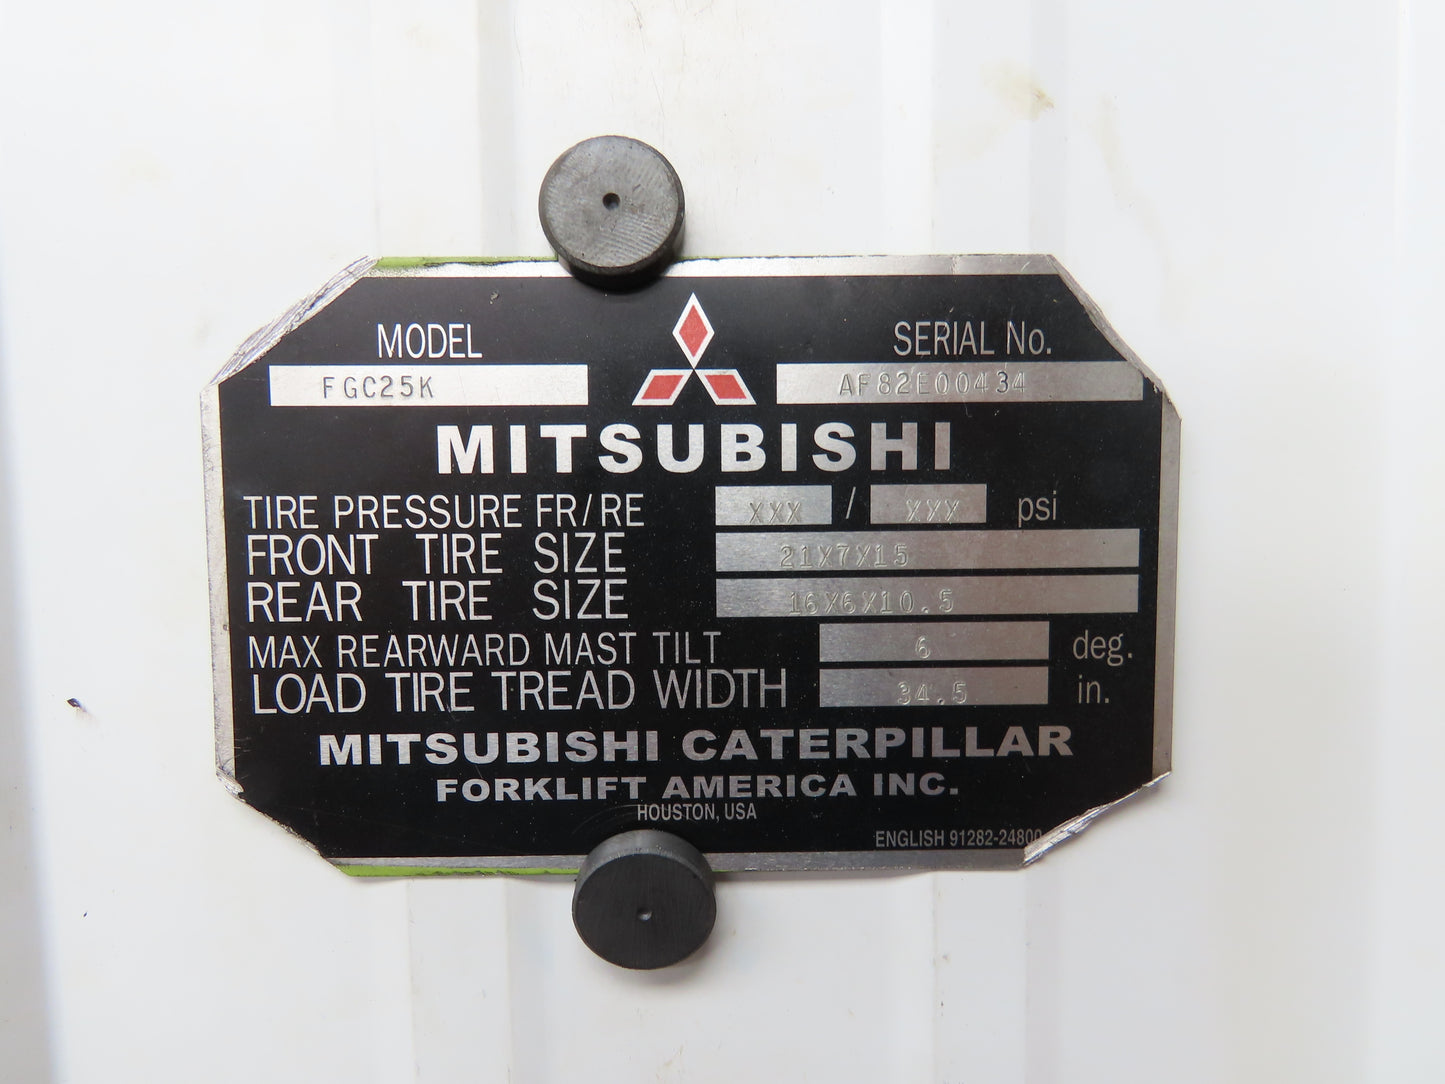 MODEL SERIAL No.
FGC25K AF82E00434
MITSUBISHI
TIRE PRESSURE FR/RE XXX / XXX psi
FRONT TIRE SIZE 21X7X15
REAR TIRE SIZE 16X6X10.5
MAX REARWARD MAST TILT 6 deg.
LOAD TIRE TREAD WIDTH 34.5 in.
MITSUBISHI CATERPILLAR
FORKLIFT AMERICA INC.
HOUSTON, USA
ENGLISH 91282-24800